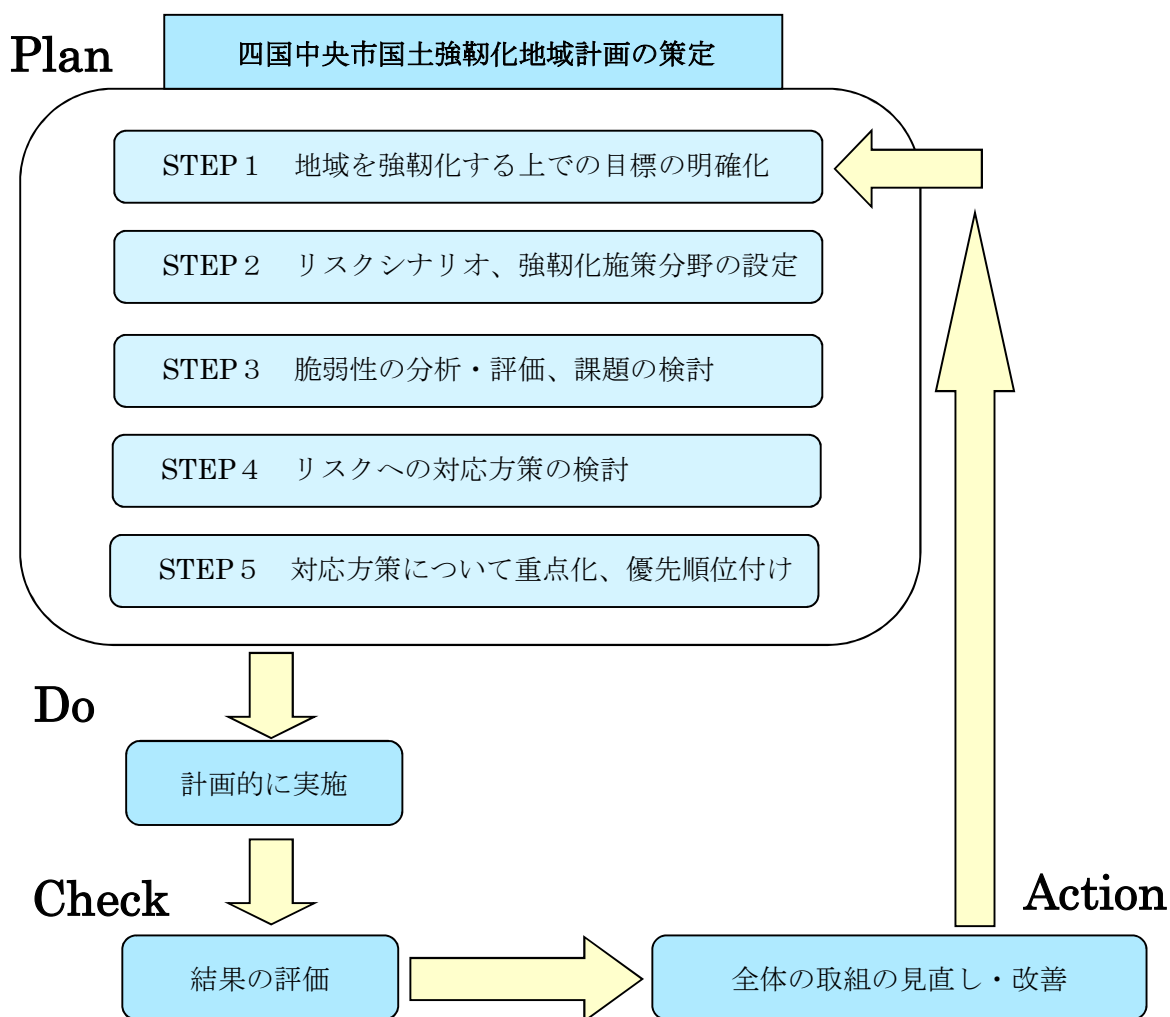 Plan
四国中央市国土強靱化地域計画の策定
STEP１　地域を強靱化する上での目標の明確化
STEP２　リスクシナリオ、強靱化施策分野の設定
STEP３　脆弱性の分析・評価、課題の検討
STEP４　リスクへの対応方策の検討
STEP５　対応方策について重点化、優先順位付け
Do
計画的に実施
Check
結果の評価
Action
全体の取組の見直し・改善